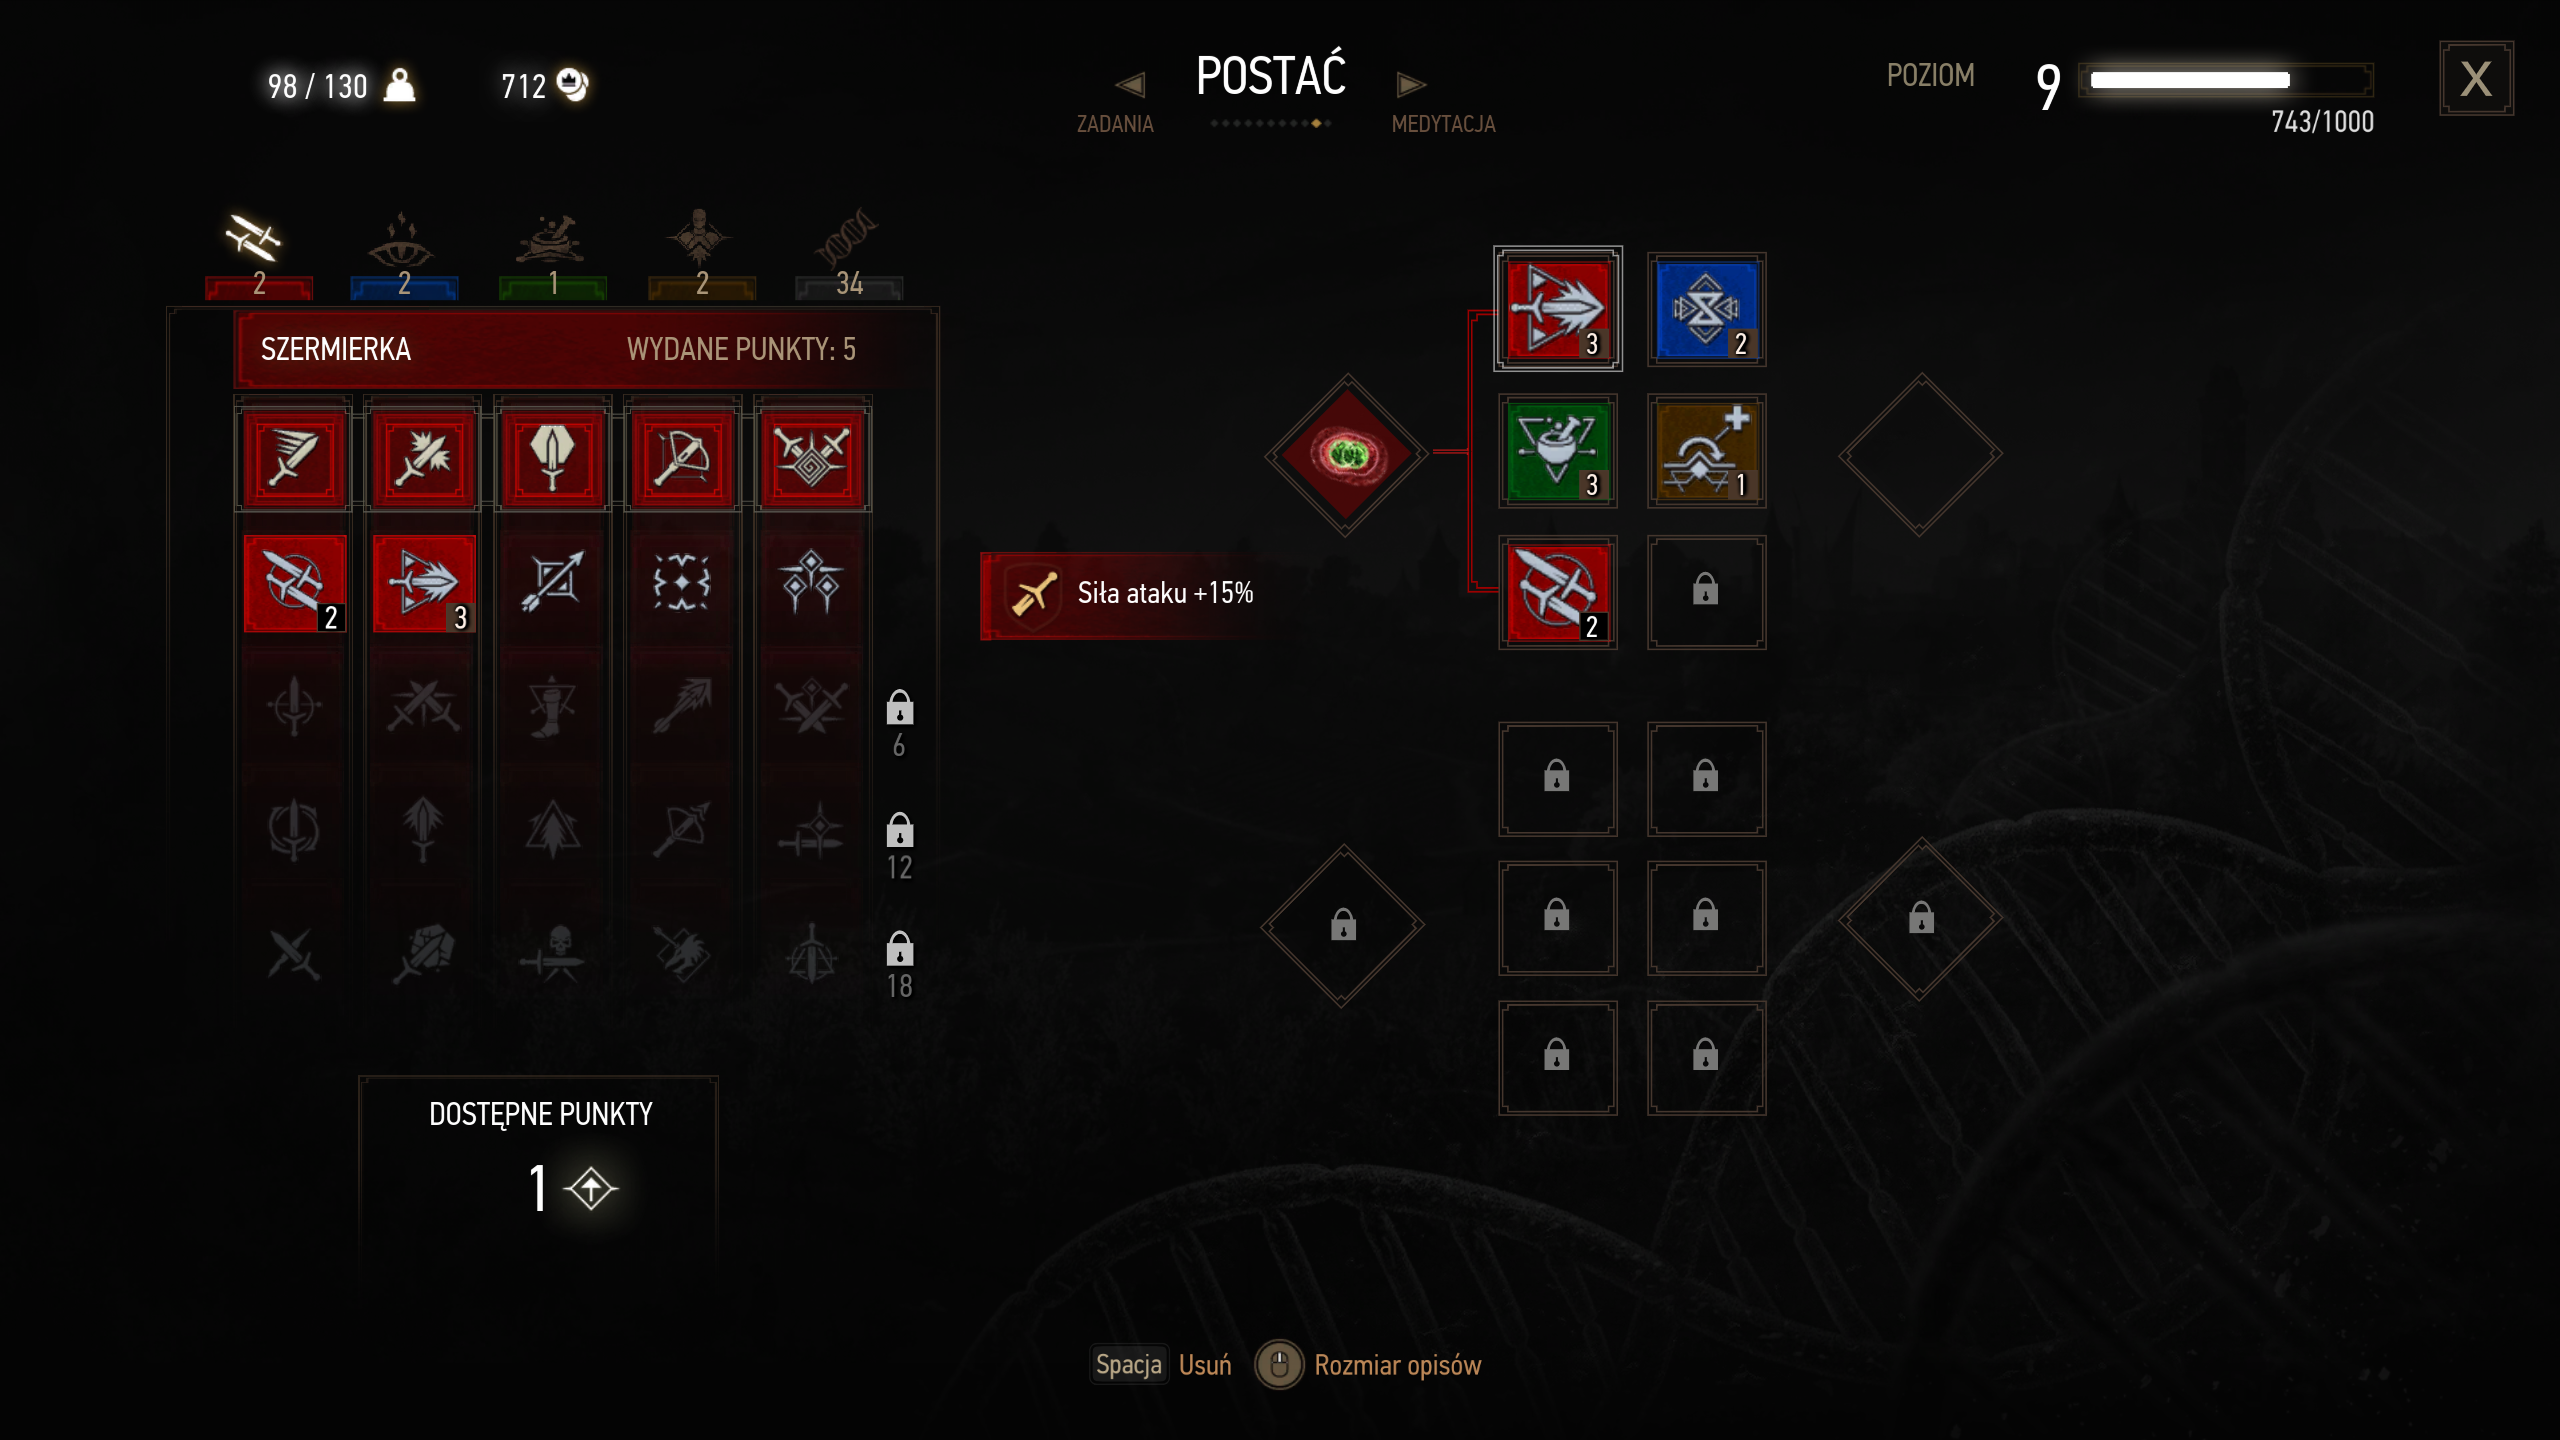 98 / 130
712
POSTAĆ
ZADANIA
MEDYTACJA
POZIOM
9
743/1000
X
2
2
1
2
34
SZERMIERKA
WYDANE PUNKTY: 5
2
3
6
12
18
3
2
3
1
2
Siła ataku +15%
DOSTĘPNE PUNKTY
1
Spacja Usuń Rozmiar opisów